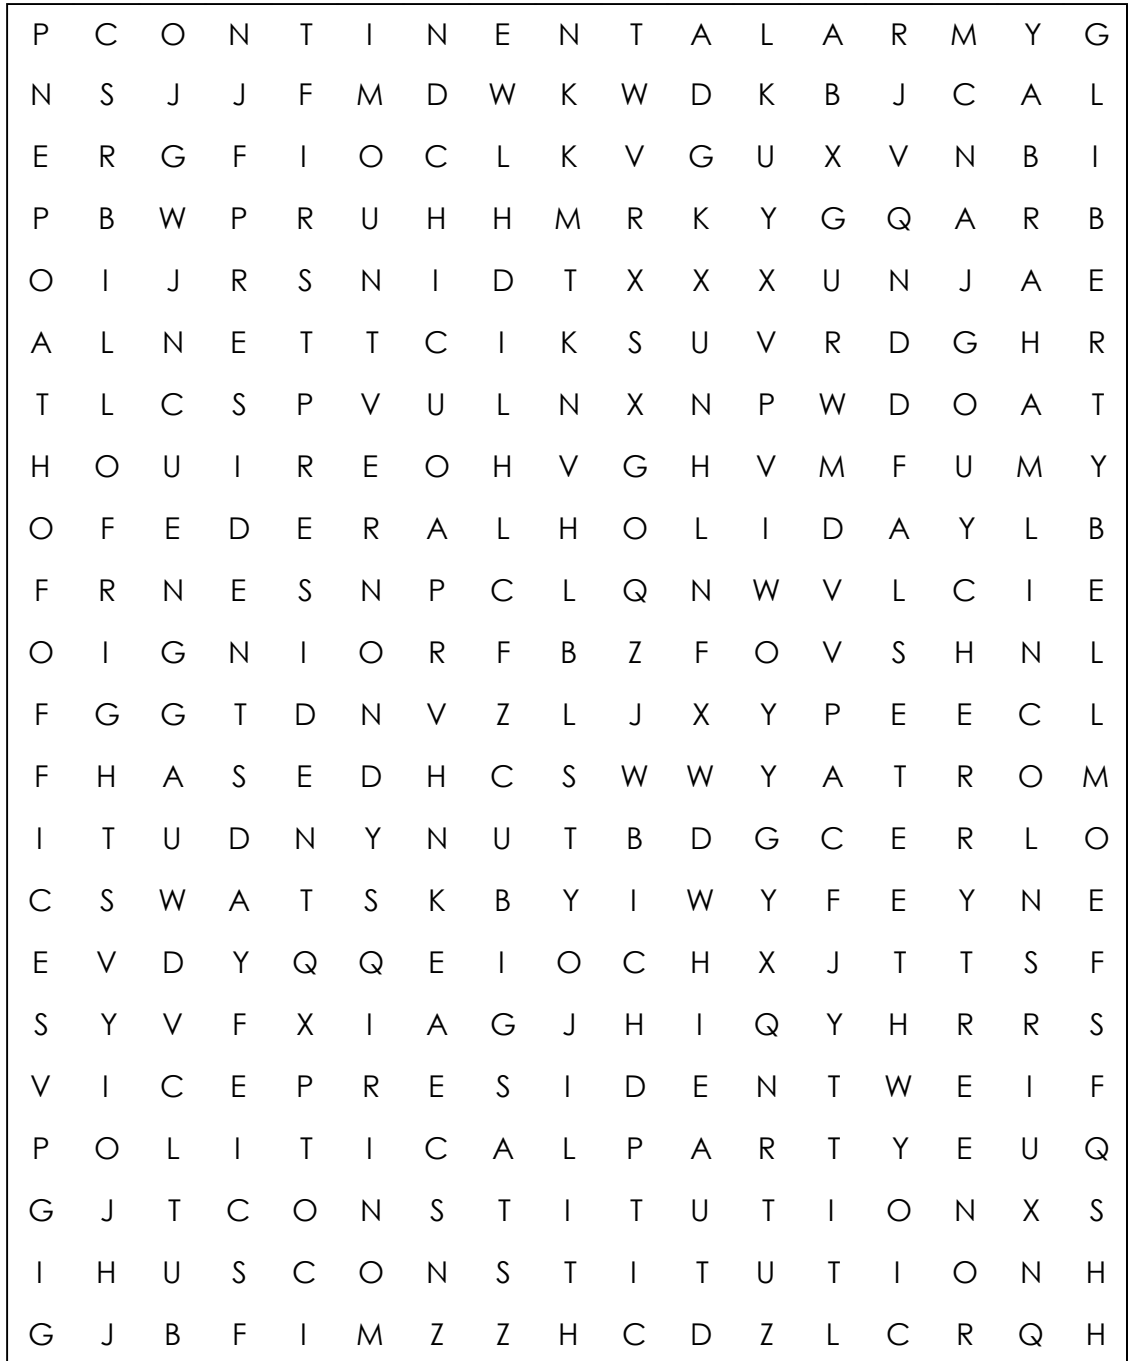 P C O N T I N E N T A L A R M Y G
N S J J F M D W K W D K B J C A L
E R G F I O C L K V G U X V N B I
P B W P R U H H M R K Y G Q A R B
O I J R S N I D T X X X U N J A E
A L N E T T C I K S U V R D G H R
T L C S P V U L N X N P W D O A T
H O U I R E O H V G H V M F U M Y
O F E D E R A L H O L I D A Y L B
F R N E S N P C L Q N W V L C I E
O I G N I O R F B Z F O V S H N L
F G G T D N V Z L J X Y P E E C L
F H A S E D H C S W W Y A T R O M
I T U D N Y N U T B D G C E R L O
C S W A T S K B Y I W Y F E Y N E
E V D Y Q Q E I O C H X J T T S F
S Y V F X I A G J H I Q Y H R R S
V I C E P R E S I D E N T W E I F
P O L I T I C A L P A R T Y E U Q
G J T C O N S T I T U T I O N X S
I H U S C O N S T I T U T I O N H
G J B F I M Z Z H C D Z L C R Q H